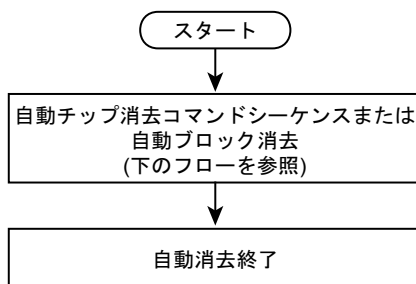 スタート
自動チップ消去コマンドシーケンスまたは
自動ブロック消去
(下のフローを参照)
自動消去終了